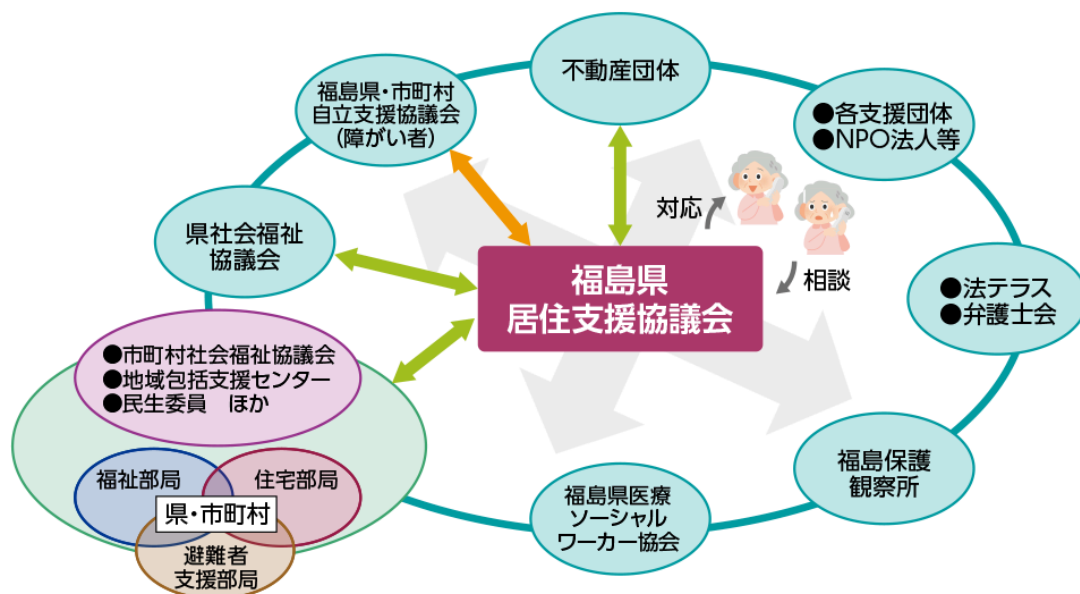 不動産団体
福島県・市町村
自立支援協議会
(障がい者)
●各支援団体
●NPO法人等
対応
相談
県社会福祉
協議会
福島県
居住支援協議会
●法テラス
●弁護士会
●市町村社会福祉協議会
●地域包括支援センター
●民生委員　ほか
福祉部局
住宅部局
県・市町村
避難者
支援部局
福島県医療
ソーシャル
ワーカー協会
福島保護
観察所